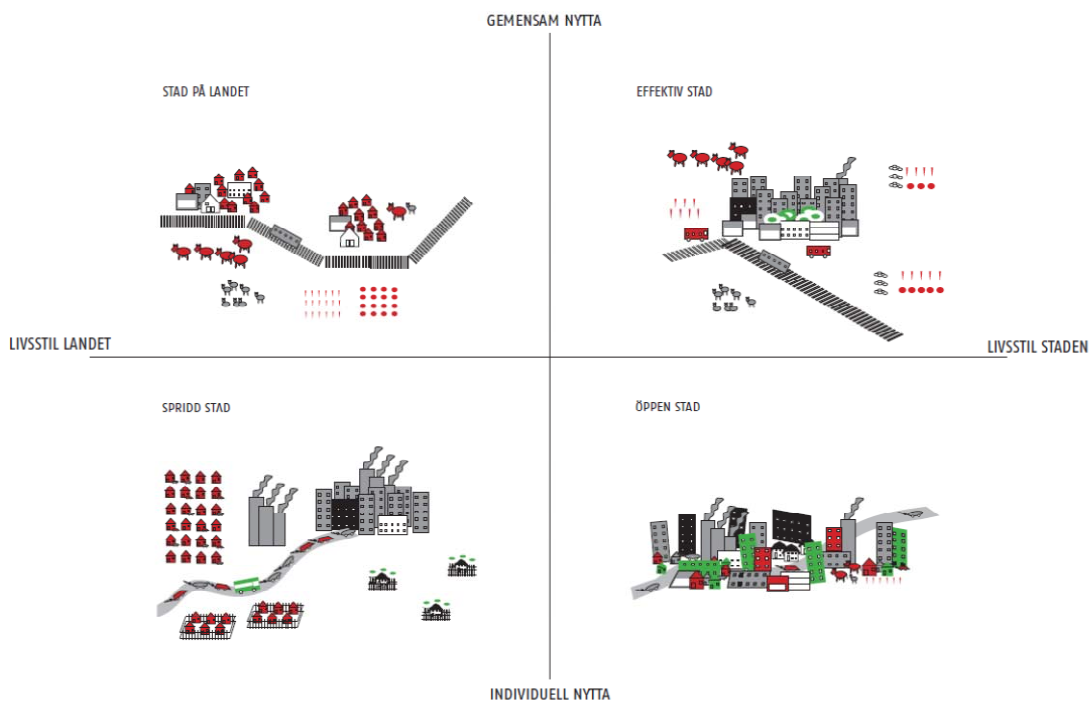 GEMENSAM NYTTA
STAD PÅ LANDET
EFFEKTIV STAD
LIVSSTIL LANDET
LIVSSTIL STADEN
SPRIDD STAD
ÖPPEN STAD
INDIVIDUELL NYTTA